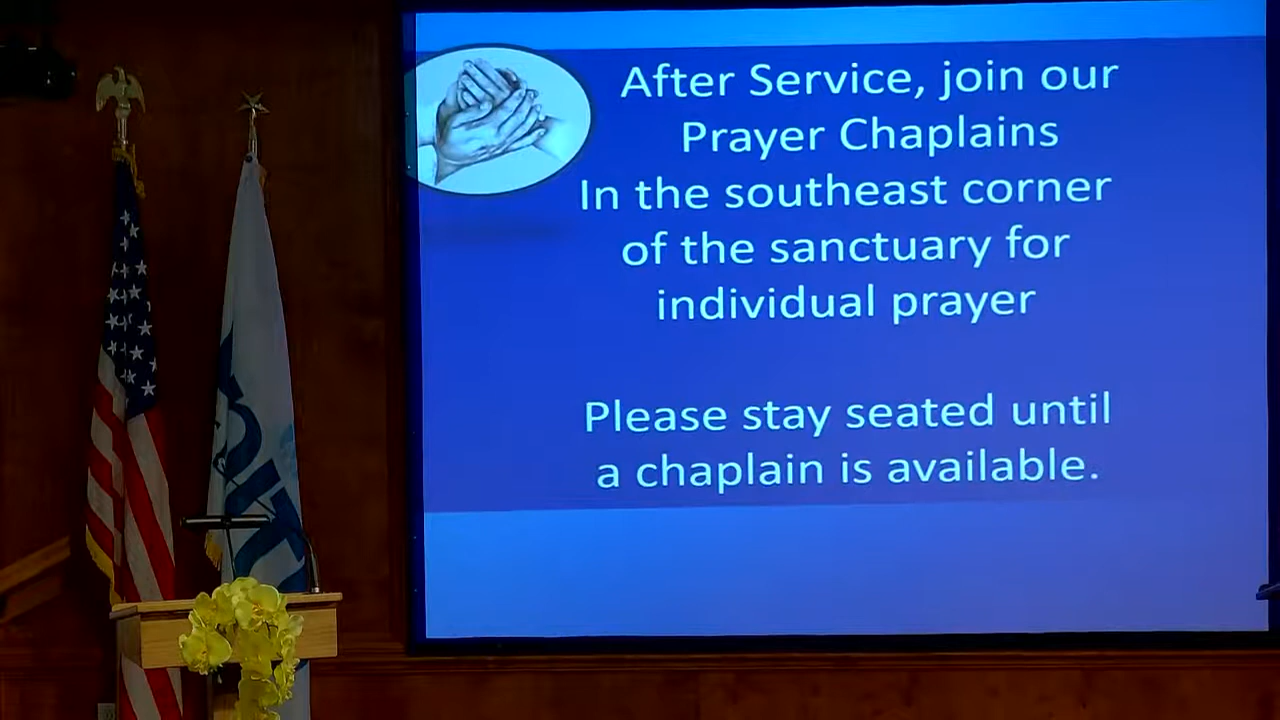 After Service, join our
Prayer Chaplains
In the southeast corner
of the sanctuary for
individual prayer
Please stay seated until
a chaplain is available.